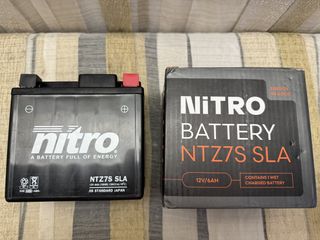 nitro
A BATTERY FULL OF ENERGY
NTZ7S SLA
JIS STANDARD JAPAN
NITRO
BATTERY
NTZ7S SLA
12V/6AH
CONTAINS 1 WET
CHARGED BATTERY